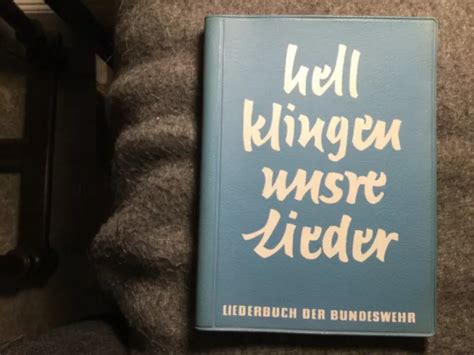 hell
klingen
unsre
Lieder
LIEDERBUCH DER BUNDESWEHR